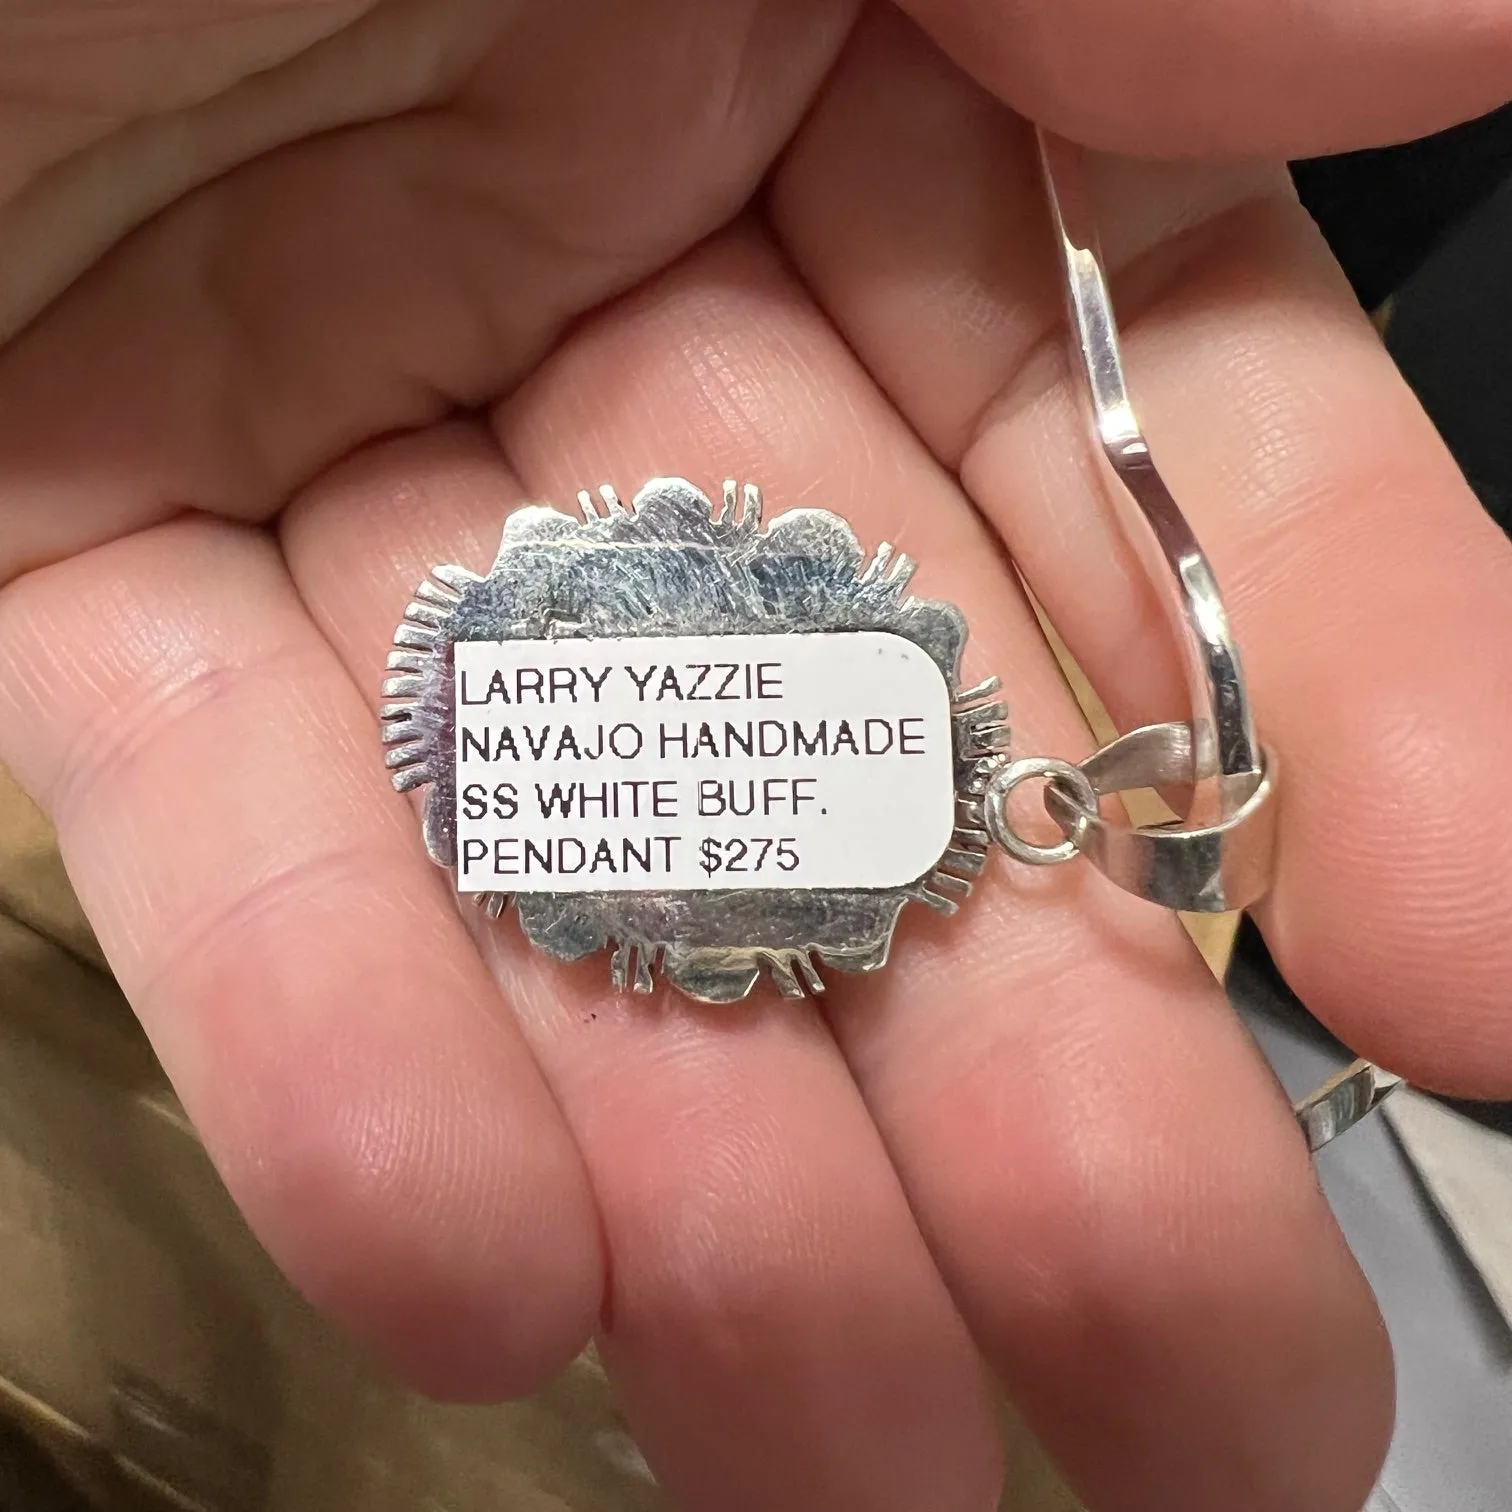 LARRY YAZZIE
NAVAJO HANDMADE
SS WHITE BUFF.
PENDANT $275